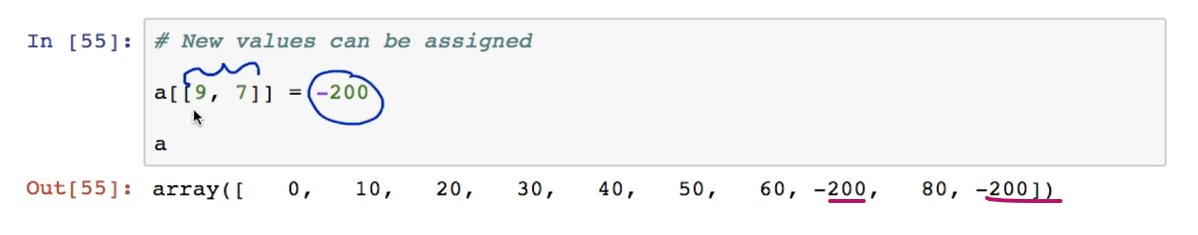 In [55]: # New values can be assigned
a[[9, 7]] = -200
a
Out[55]: array([   0,   10,   20,   30,   40,   50,   60, -200,   80, -200])